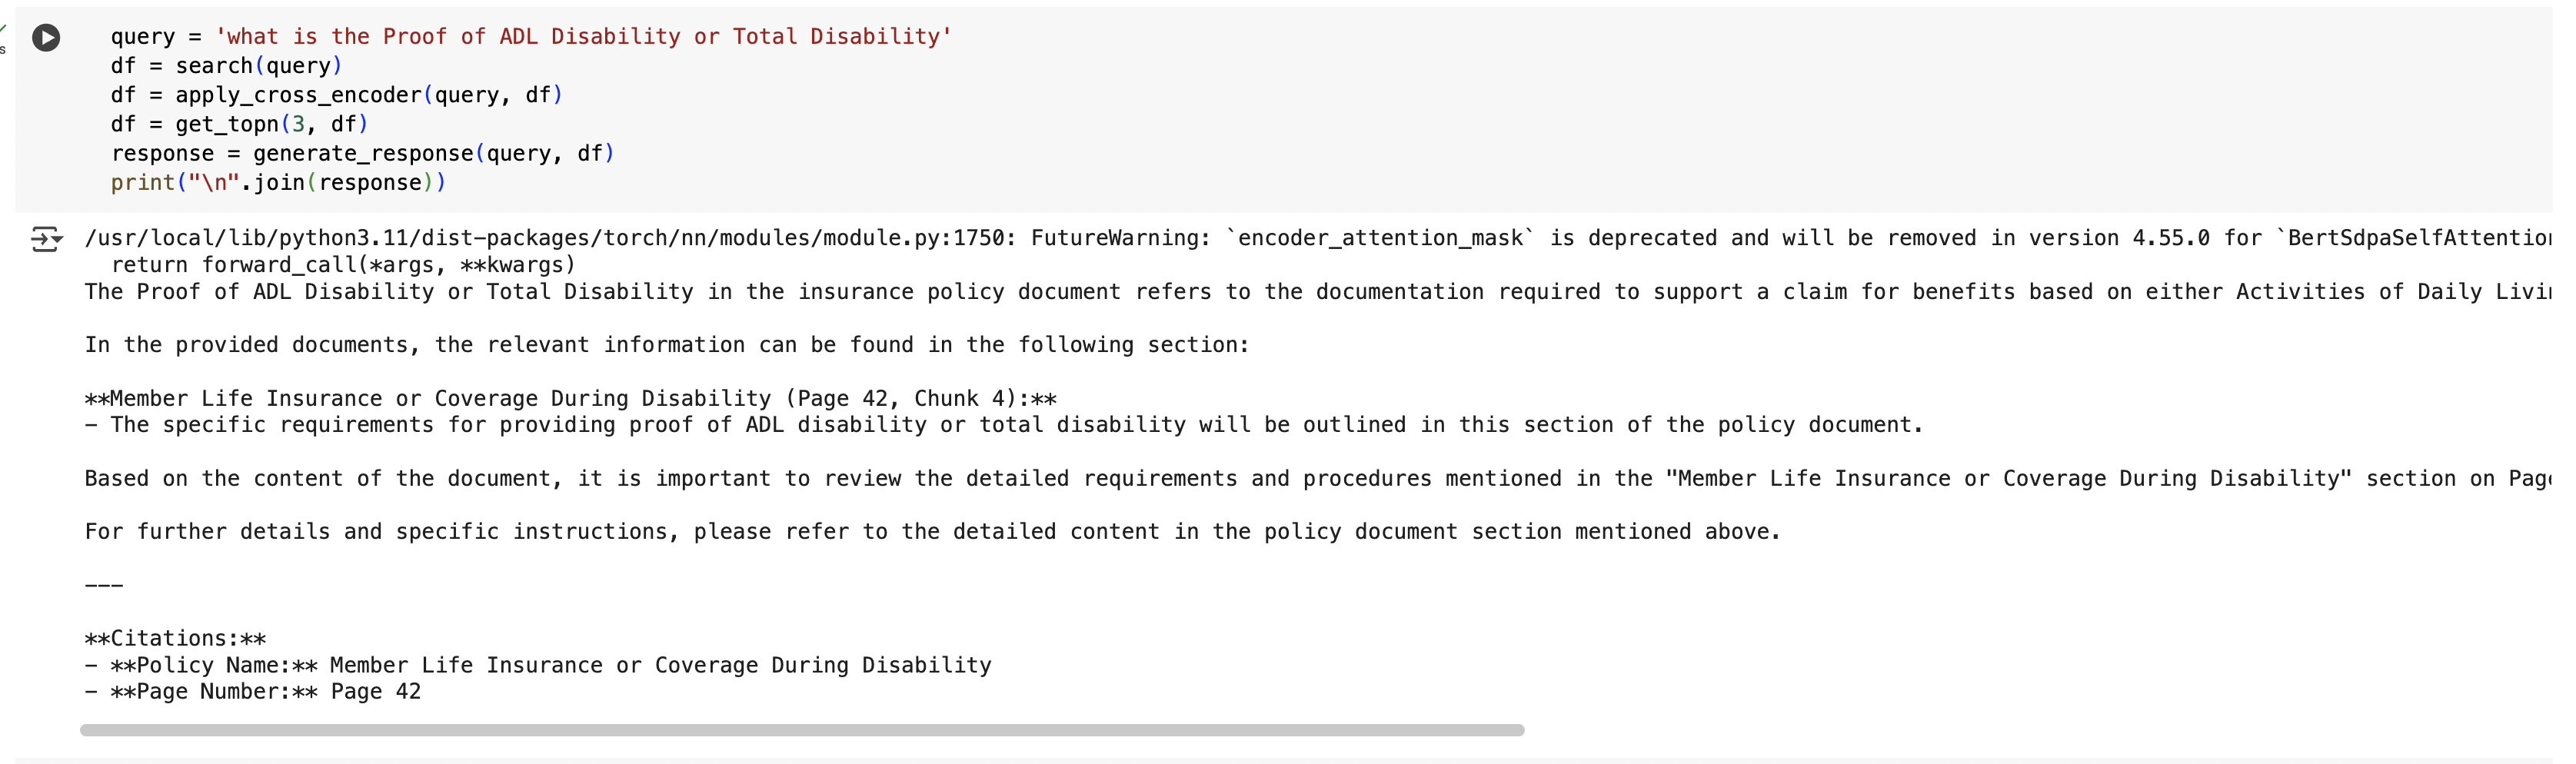 query = 'what is the Proof of ADL Disability or Total Disability'
df = search(query)
df = apply_cross_encoder(query, df)
df = get_topn(3, df)
response = generate_response(query, df)
print("\n".join(response))
/usr/local/lib/python3.11/dist-packages/torch/nn/modules/module.py:1750: FutureWarning: `encoder_attention_mask` is deprecated and will be removed in version 4.55.0 for
return forward_call(*args, **kwargs)
The Proof of ADL Disability or Total Disability in the insurance policy document refers to the documentation required to support a claim for benefits based on either Activities of Daily
In the provided documents, the relevant information can be found in the following section:
**Member Life Insurance or Coverage During Disability (Page 42, Chunk 4):**
- The specific requirements for providing proof of ADL disability or total disability will be outlined in this section of the policy document.
Based on the content of the document, it is important to review the detailed requirements and procedures mentioned in the "Member Life Insurance or Coverage During Disability" section on
For further details and specific instructions, please refer to the detailed content in the policy document section mentioned above.
---
**Citations:**
- **Policy Name:** Member Life Insurance or Coverage During Disability
- **Page Number:** Page 42